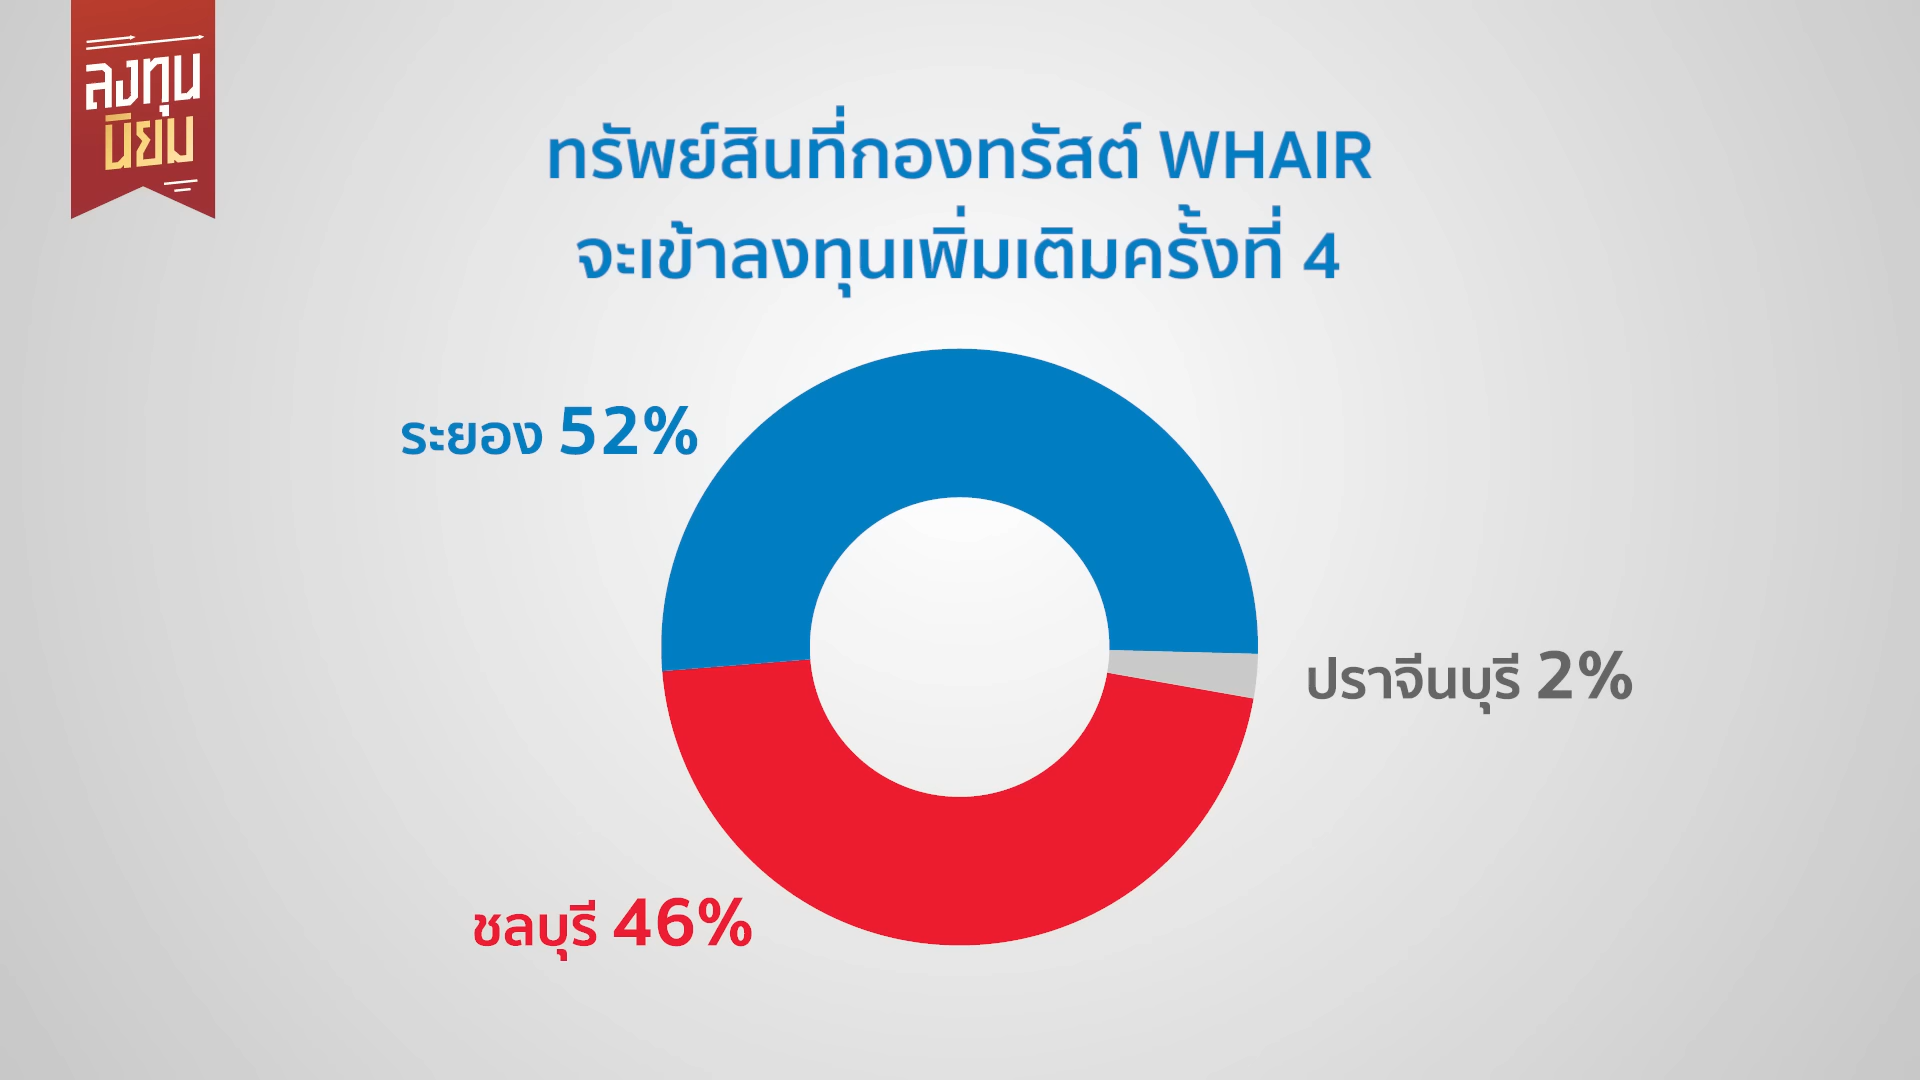 ลงทุน
นิยม
ทรัพย์สินที่กองทรัสต์ WHAIR
จะเข้าลงทุนเพิ่มเติมครั้งที่ 4
ระยอง 52%
ปราจีนบุรี 2%
ชลบุรี 46%